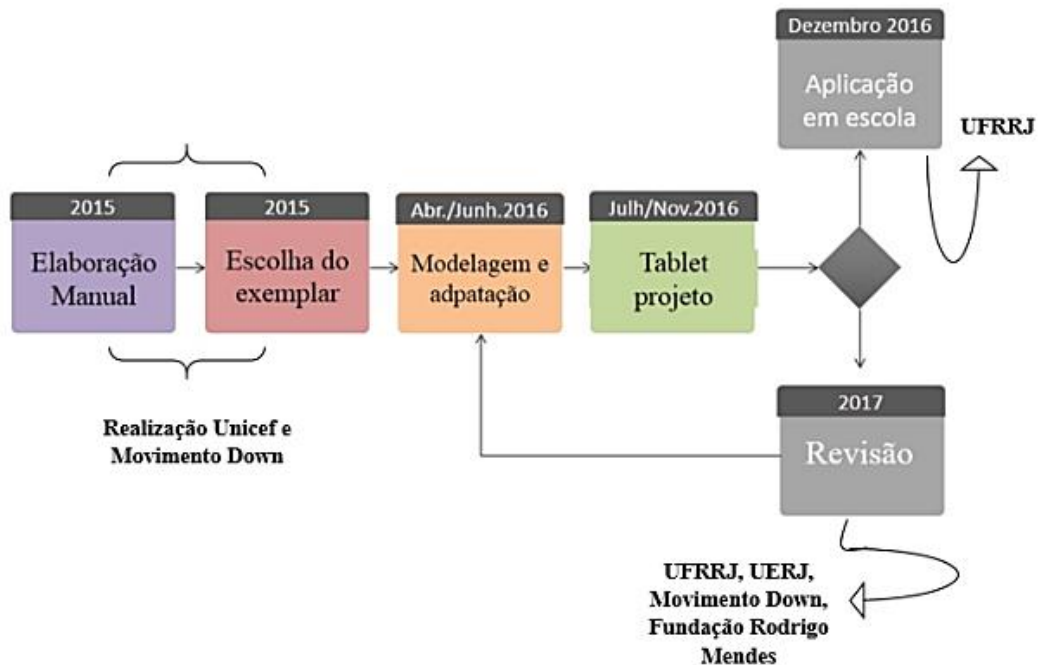 Dezembro 2016
Aplicação
em escola
UFRRJ
2015
Elaboração
Manual
2015
Escolha do
exemplar
Abr./Junh.2016
Modelagem e
adpatação
Julh/Nov.2016
Tablet
projeto
Realização Unicef e
Movimento Down
2017
Revisão
UFRRJ, UERJ,
Movimento Down,
Fundação Rodrigo
Mendes